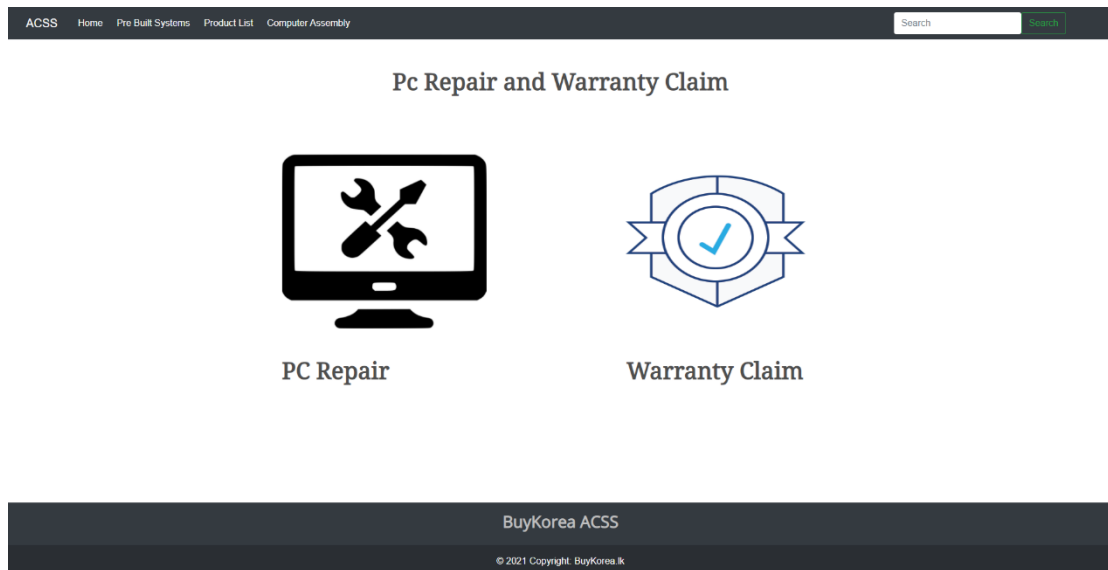 ACSS Home Pre Built Systems Product List Computer Assembly Search Search
Pc Repair and Warranty Claim
PC Repair Warranty Claim
BuyKorea ACSS
© 2021 Copyright: BuyKorea.lk